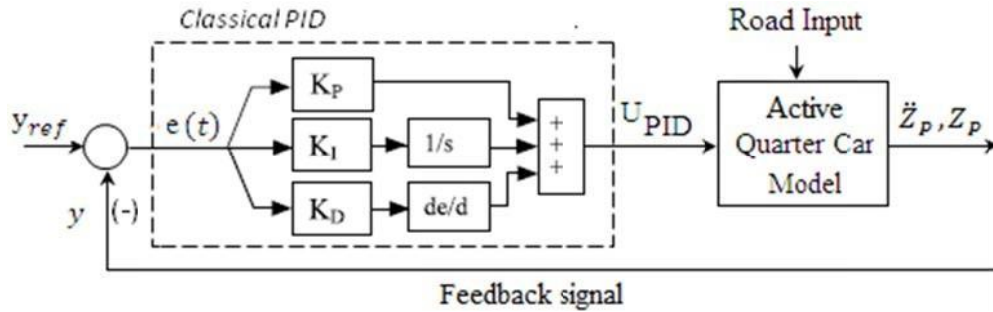 Classical PID
Road Input
y_ref
e(t)
K_P
K_I
1/s
K_D
de/d
+
+
+
U_PID
Active
Quarter Car
Model
Z̈_P, Z_P
y
(-)
Feedback signal